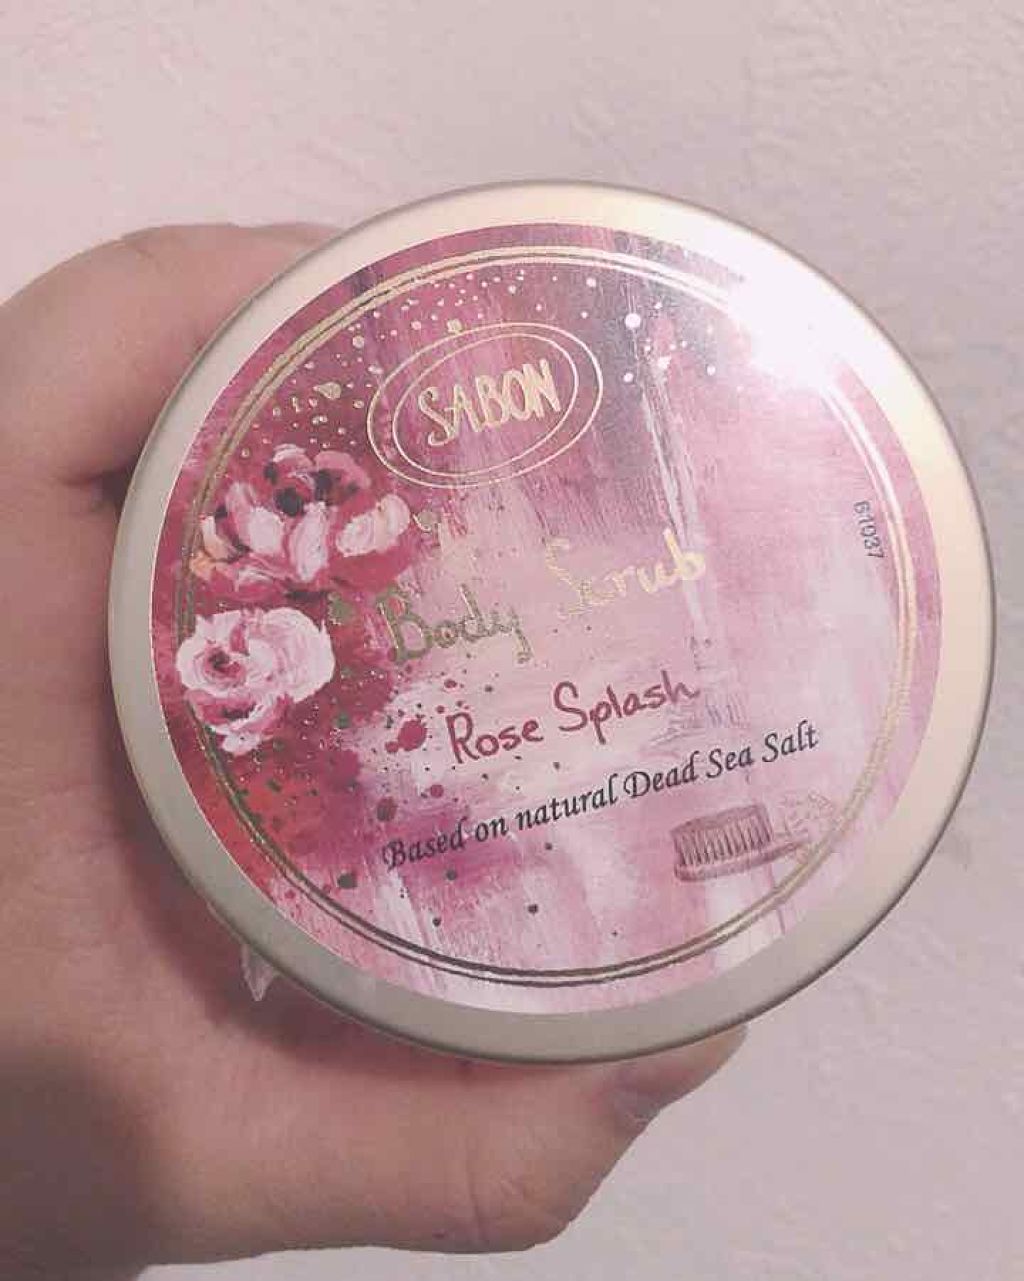 SABON
Body Scrub
Rose Splash
Based on natural Dead Sea Salt
61037